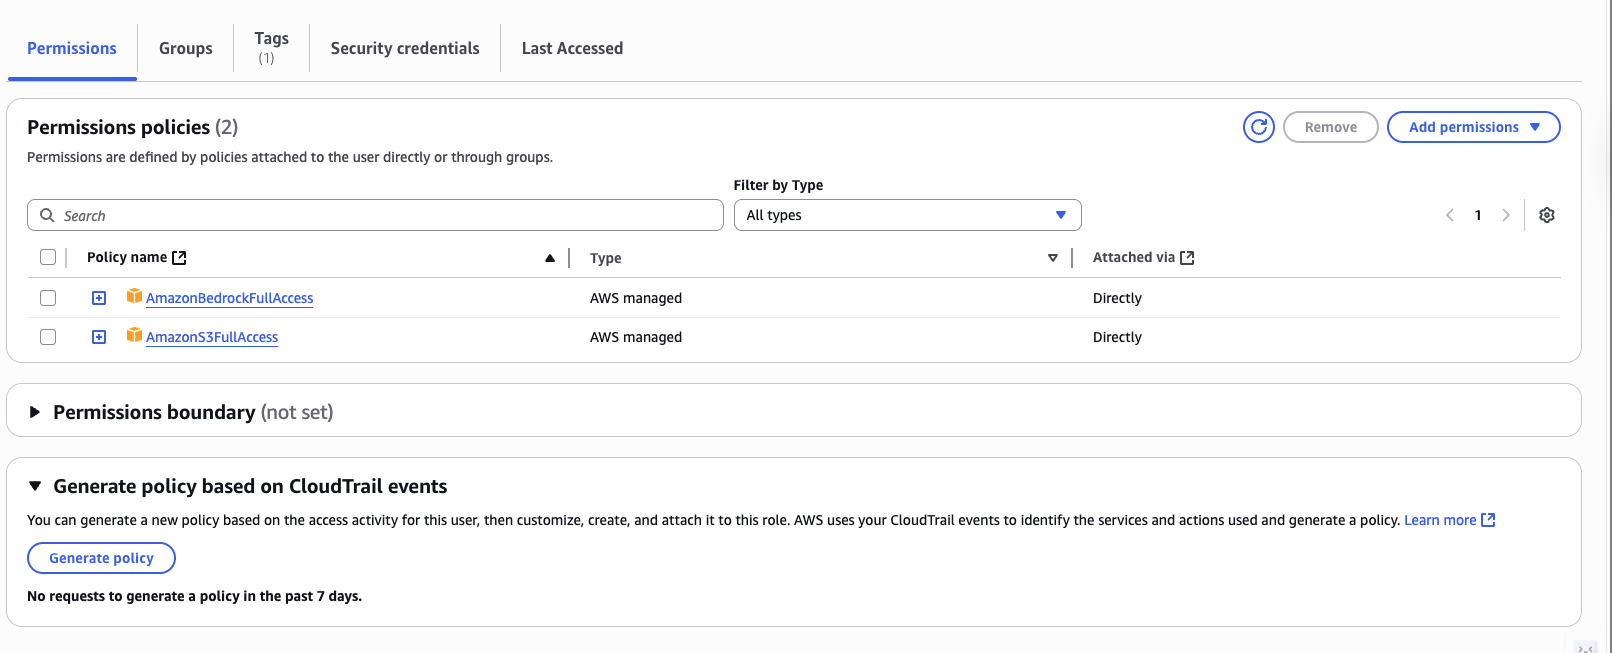 Permissions
Groups
Tags
(1)
Security credentials
Last Accessed
Permissions policies (2)
Remove
Add permissions
Permissions are defined by policies attached to the user directly or through groups.
Filter by Type
Search
All types
1
Policy name
Type
Attached via
AmazonBedrockFullAccess
AWS managed
Directly
AmazonS3FullAccess
AWS managed
Directly
Permissions boundary (not set)
Generate policy based on CloudTrail events
You can generate a new policy based on the access activity for this user, then customize, create, and attach it to this role. AWS uses your CloudTrail events to identify the services and actions used and generate a policy. Learn more
Generate policy
No requests to generate a policy in the past 7 days.